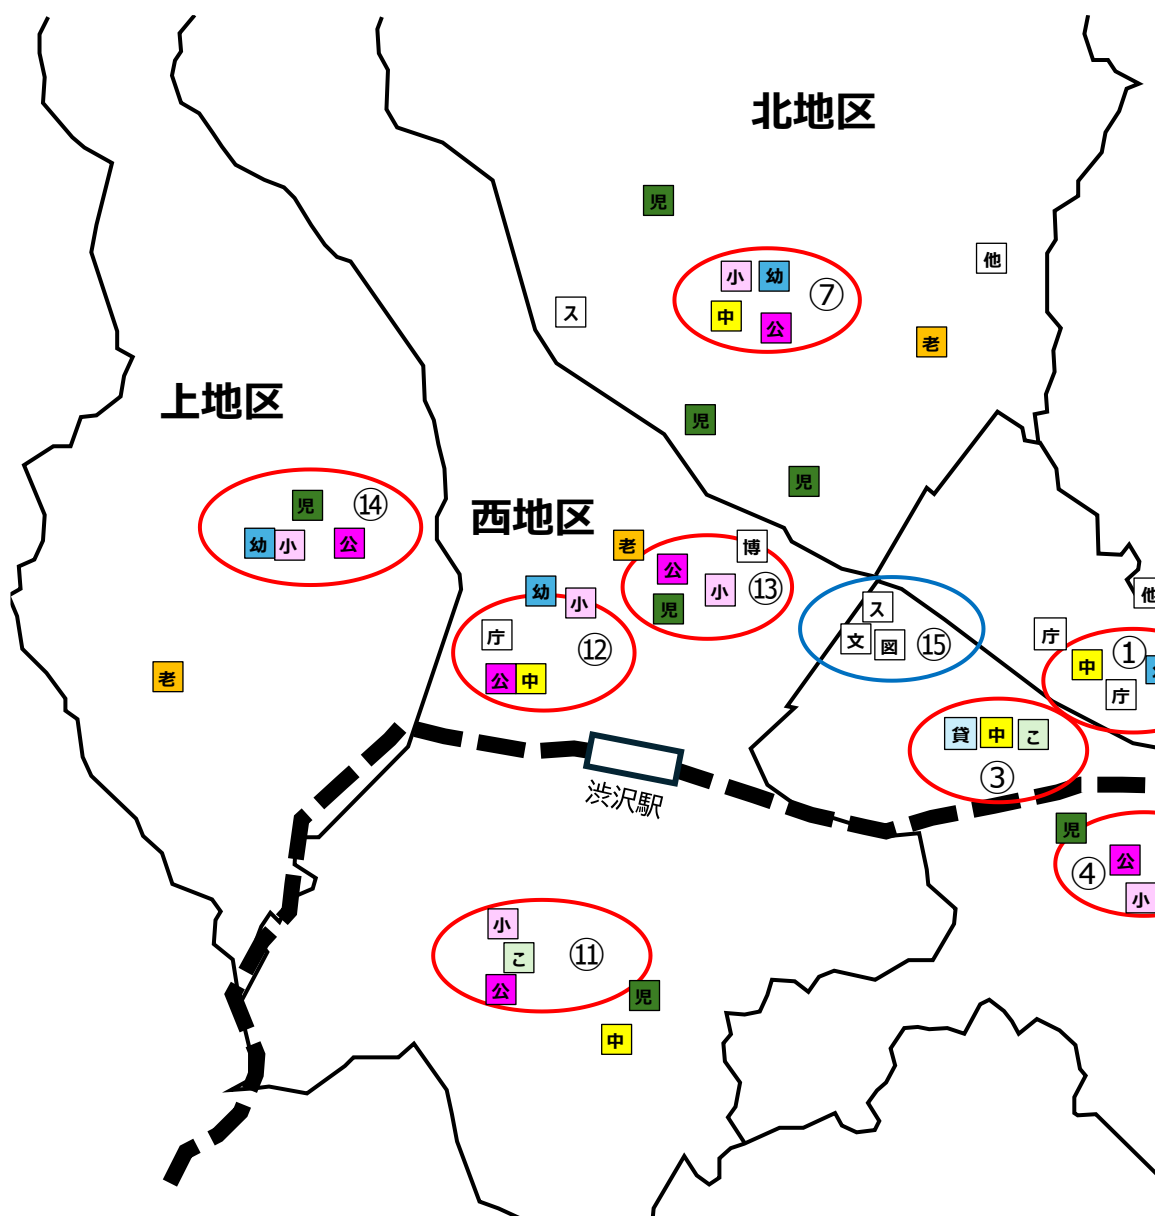 北地区
児
他
小
幼
⑦
ス
中
公
老
上地区
児
児
児
⑭
西地区
幼
小
公
老
博
公
⑬
幼
小
小
児
他
ス
庁
⑫
文
図
⑮
庁
①
中
老
公
中
庁
貸
中
こ
③
渋沢駅
児
④
公
小
小
こ
⑪
公
児
中